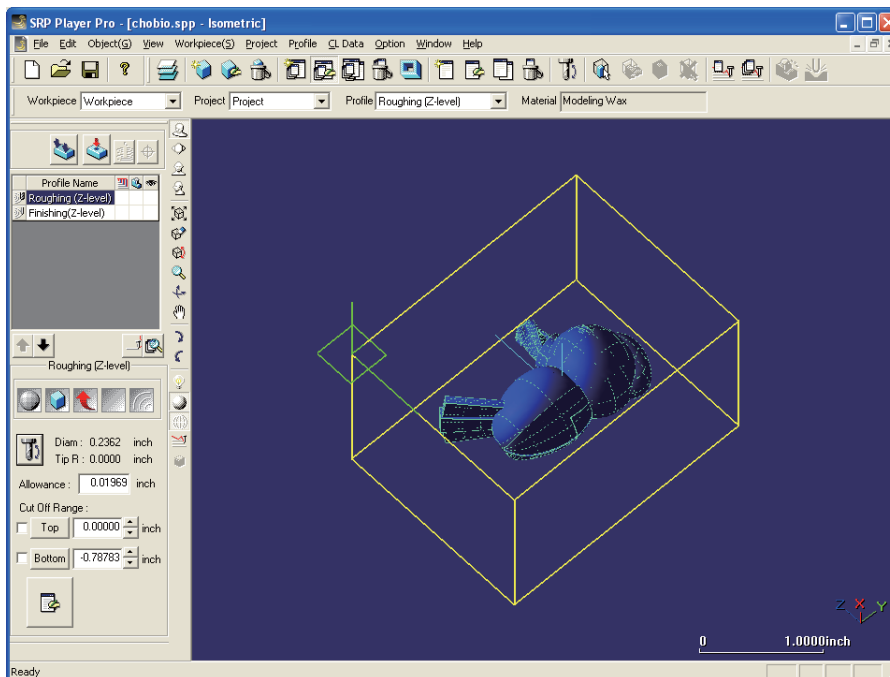 SRP Player Pro - [chobio.spp - Isometric]
File Edit Object(G) View Workpiece(S) Project Profile CL Data Option Window Help
Workpiece Workpiece Project Project Profile Roughing (Z-level) Material Modeling Wax
Profile Name
Roughing (Z-level)
Finishing(Z-level)
Roughing (Z-level)
Diam : 0.2362 inch
Tip R : 0.0000 inch
Allowance : 0.01969 inch
Cut Off Range :
Top 0.00000 inch
Bottom -0.78783 inch
Z X Y
0 1.0000inch
Ready